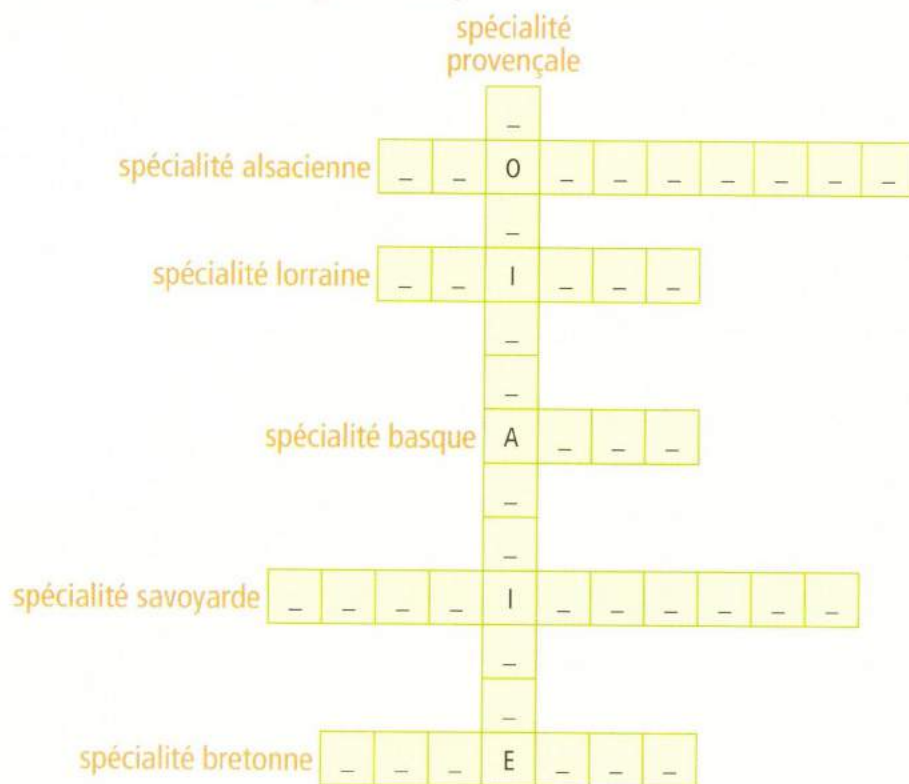 spécialité
provençale
_
spécialité alsacienne _ _ O _ _ _ _ _ _ _
_
spécialité lorraine _ _ I _ _ _
_
_
spécialité basque A _ _ _
_
_
spécialité savoyarde _ _ _ _ I _ _ _ _ _ _
_
_
spécialité bretonne _ _ _ E _ _ _